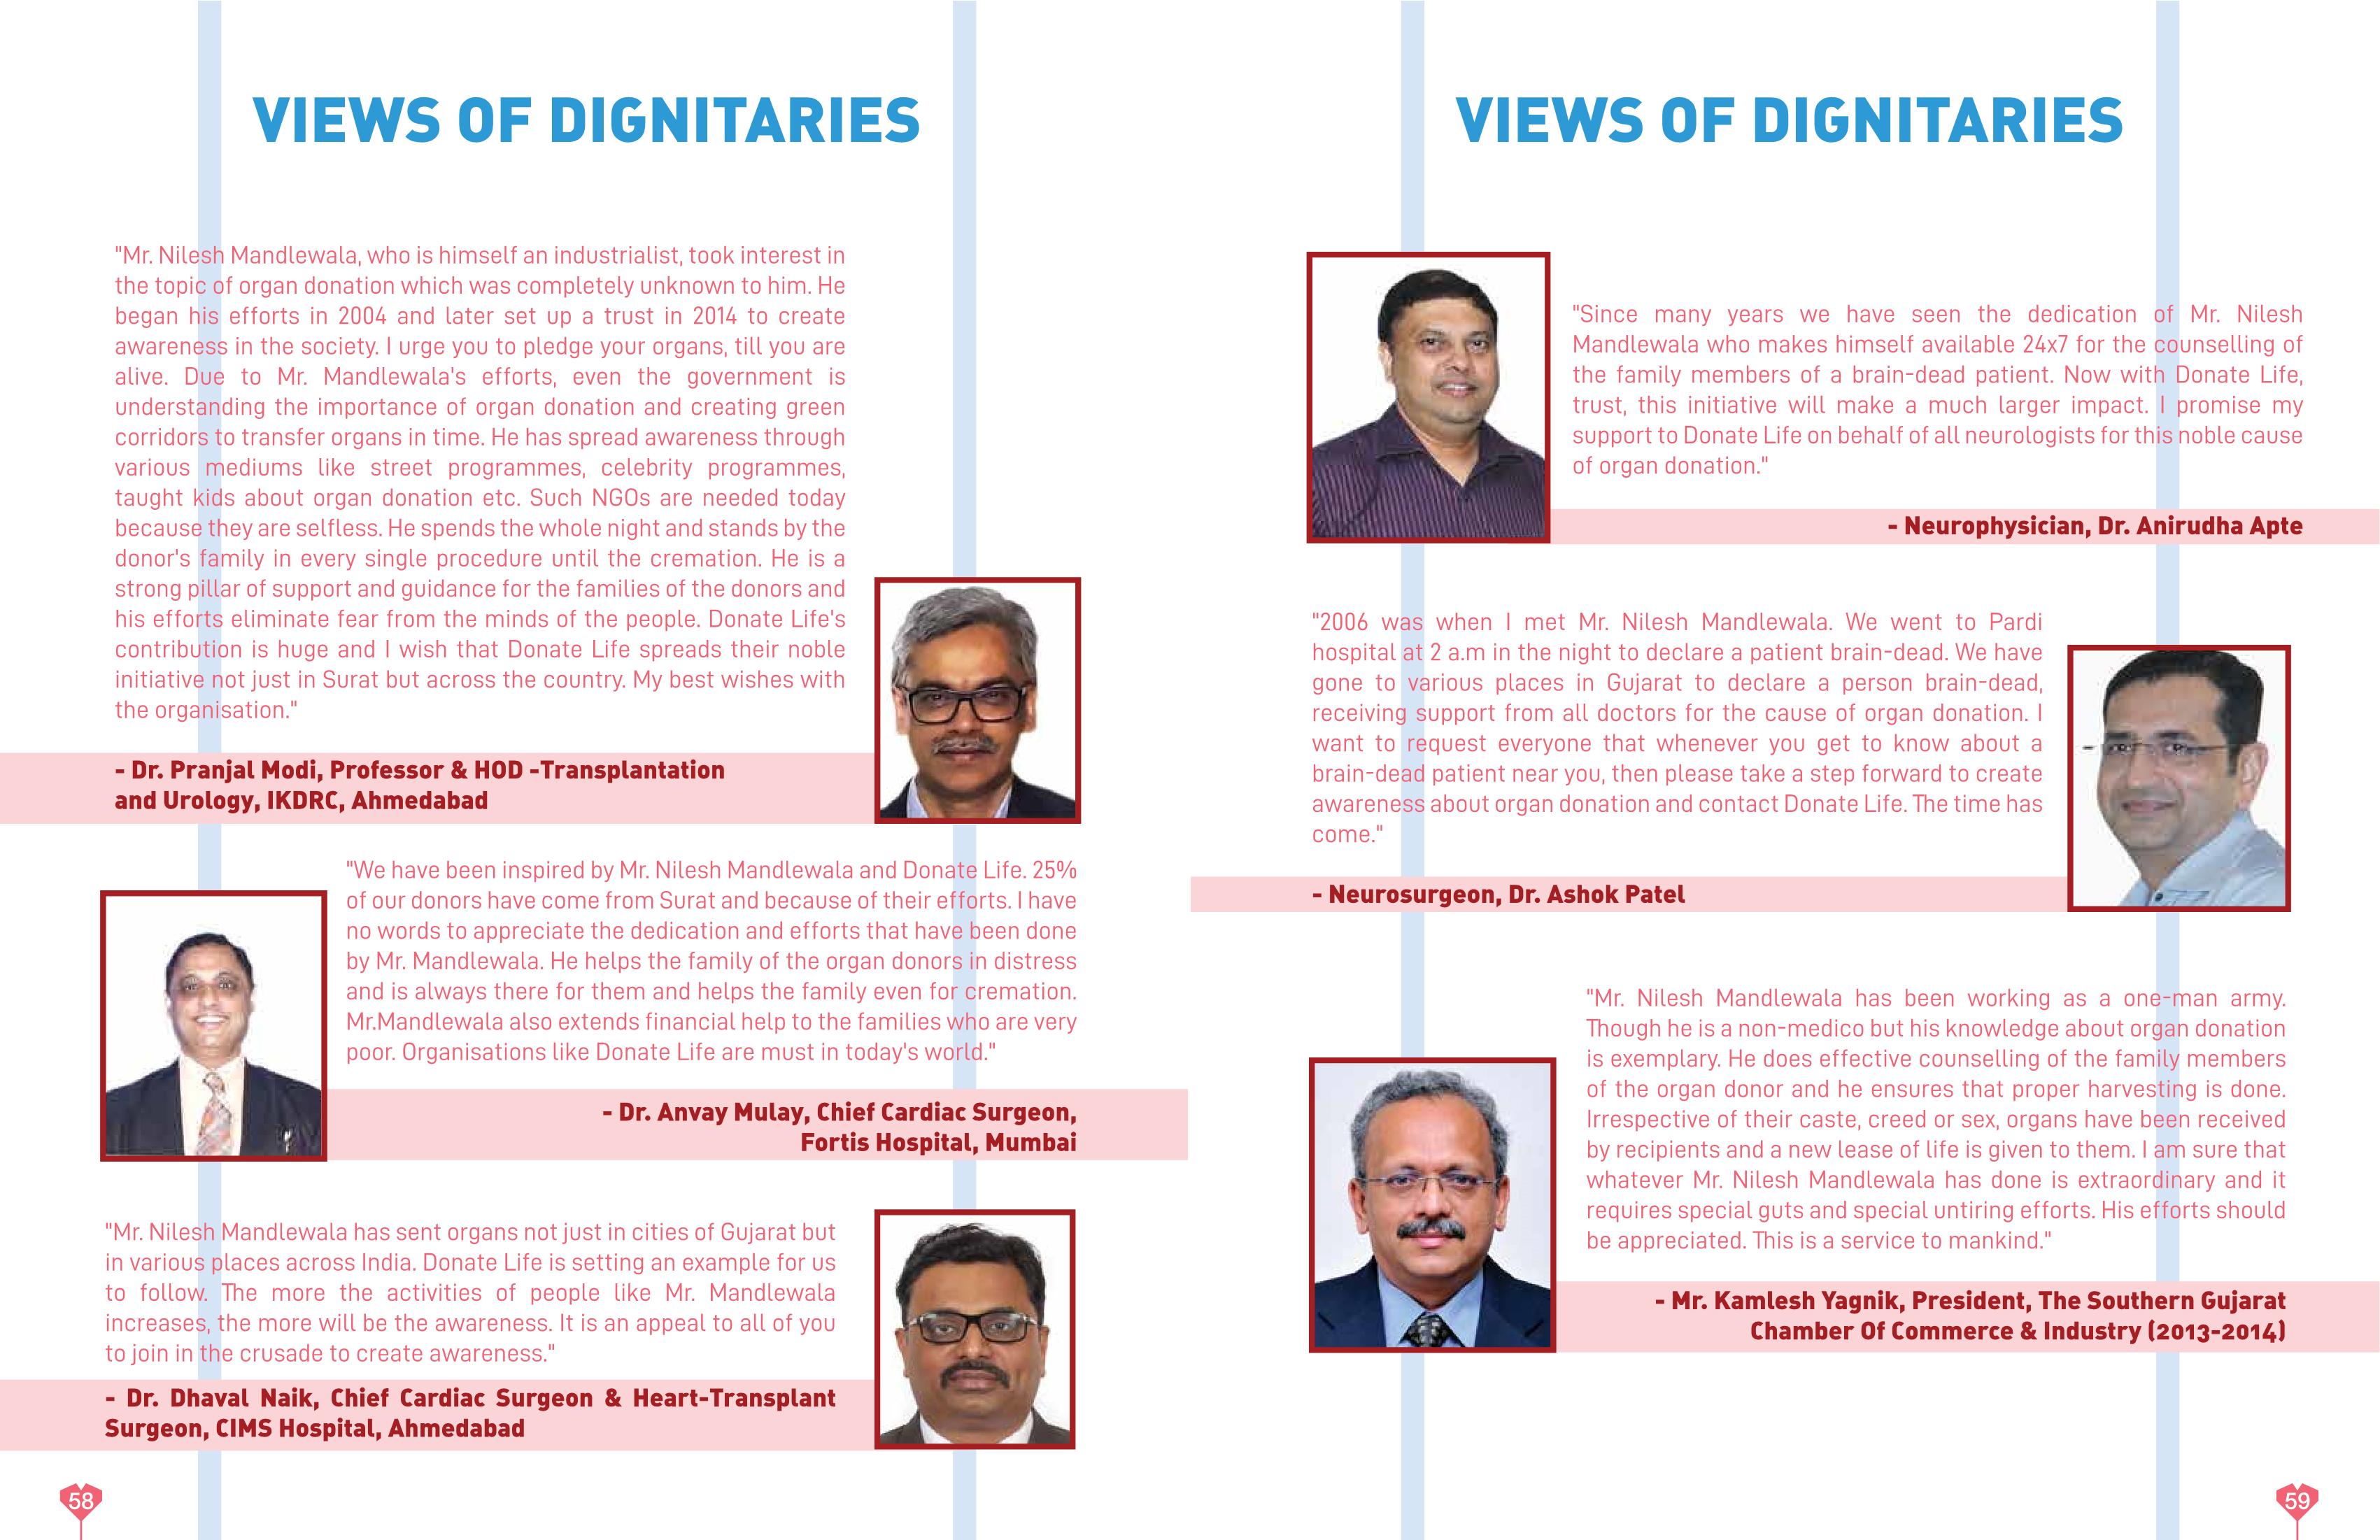 VIEWS OF DIGNITARIES
"Mr. Nilesh Mandlewala, who is himself an industrialist, took interest in
the topic of organ donation which was completely unknown to him. He
began his efforts in 2004 and later set up a trust in 2014 to create
awareness in the society. I urge you to pledge your organs, till you are
alive. Due to Mr. Mandlewala's efforts, even the government is
understanding the importance of organ donation and creating green
corridors to transfer organs in time. He has spread awareness through
various mediums like street programmes, celebrity programmes,
taught kids about organ donation etc. Such NGOs are needed today
because they are selfless. He spends the whole night and stands by the
donor's family in every single procedure until the cremation. He is a
strong pillar of support and guidance for the families of the donors and
his efforts eliminate fear from the minds of the people. Donate Life's
contribution is huge and I wish that Donate Life spreads their noble
initiative not just in Surat but across the country. My best wishes with
the organisation."
- Dr. Pranjal Modi, Professor & HOD -Transplantation
and Urology, IKDRC, Ahmedabad
"We have been inspired by Mr. Nilesh Mandlewala and Donate Life. 25%
of our donors have come from Surat and because of their efforts. I have
no words to appreciate the dedication and efforts that have been done
by Mr. Mandlewala. He helps the family of the organ donors in distress
and is always there for them and helps the family even for cremation.
Mr.Mandlewala also extends financial help to the families who are very
poor. Organisations like Donate Life are must in today's world."
- Dr. Anvay Mulay, Chief Cardiac Surgeon,
Fortis Hospital, Mumbai
"Mr. Nilesh Mandlewala has sent organs not just in cities of Gujarat but
in various places across India. Donate Life is setting an example for us
to follow. The more the activities of people like Mr. Mandlewala
increases, the more will be the awareness. It is an appeal to all of you
to join in the crusade to create awareness."
- Dr. Dhaval Naik, Chief Cardiac Surgeon & Heart-Transplant
Surgeon, CIMS Hospital, Ahmedabad
58
VIEWS OF DIGNITARIES
"Since many years we have seen the dedication of Mr. Nilesh
Mandlewala who makes himself available 24x7 for the counselling of
the family members of a brain-dead patient. Now with Donate Life,
trust, this initiative will make a much larger impact. I promise my
support to Donate Life on behalf of all neurologists for this noble cause
of organ donation."
- Neurophysician, Dr. Anirudha Apte
"2006 was when I met Mr. Nilesh Mandlewala. We went to Pardi
hospital at 2 a.m in the night to declare a patient brain-dead. We have
gone to various places in Gujarat to declare a person brain-dead,
receiving support from all doctors for the cause of organ donation. I
want to request everyone that whenever you get to know about a
brain-dead patient near you, then please take a step forward to create
awareness about organ donation and contact Donate Life. The time has
come."
- Neurosurgeon, Dr. Ashok Patel
"Mr. Nilesh Mandlewala has been working as a one-man army.
Though he is a non-medico but his knowledge about organ donation
is exemplary. He does effective counselling of the family members
of the organ donor and he ensures that proper harvesting is done.
Irrespective of their caste, creed or sex, organs have been received
by recipients and a new lease of life is given to them. I am sure that
whatever Mr. Nilesh Mandlewala has done is extraordinary and it
requires special guts and special untiring efforts. His efforts should
be appreciated. This is a service to mankind."
- Mr. Kamlesh Yagnik, President, The Southern Gujarat
Chamber Of Commerce & Industry (2013-2014)
59